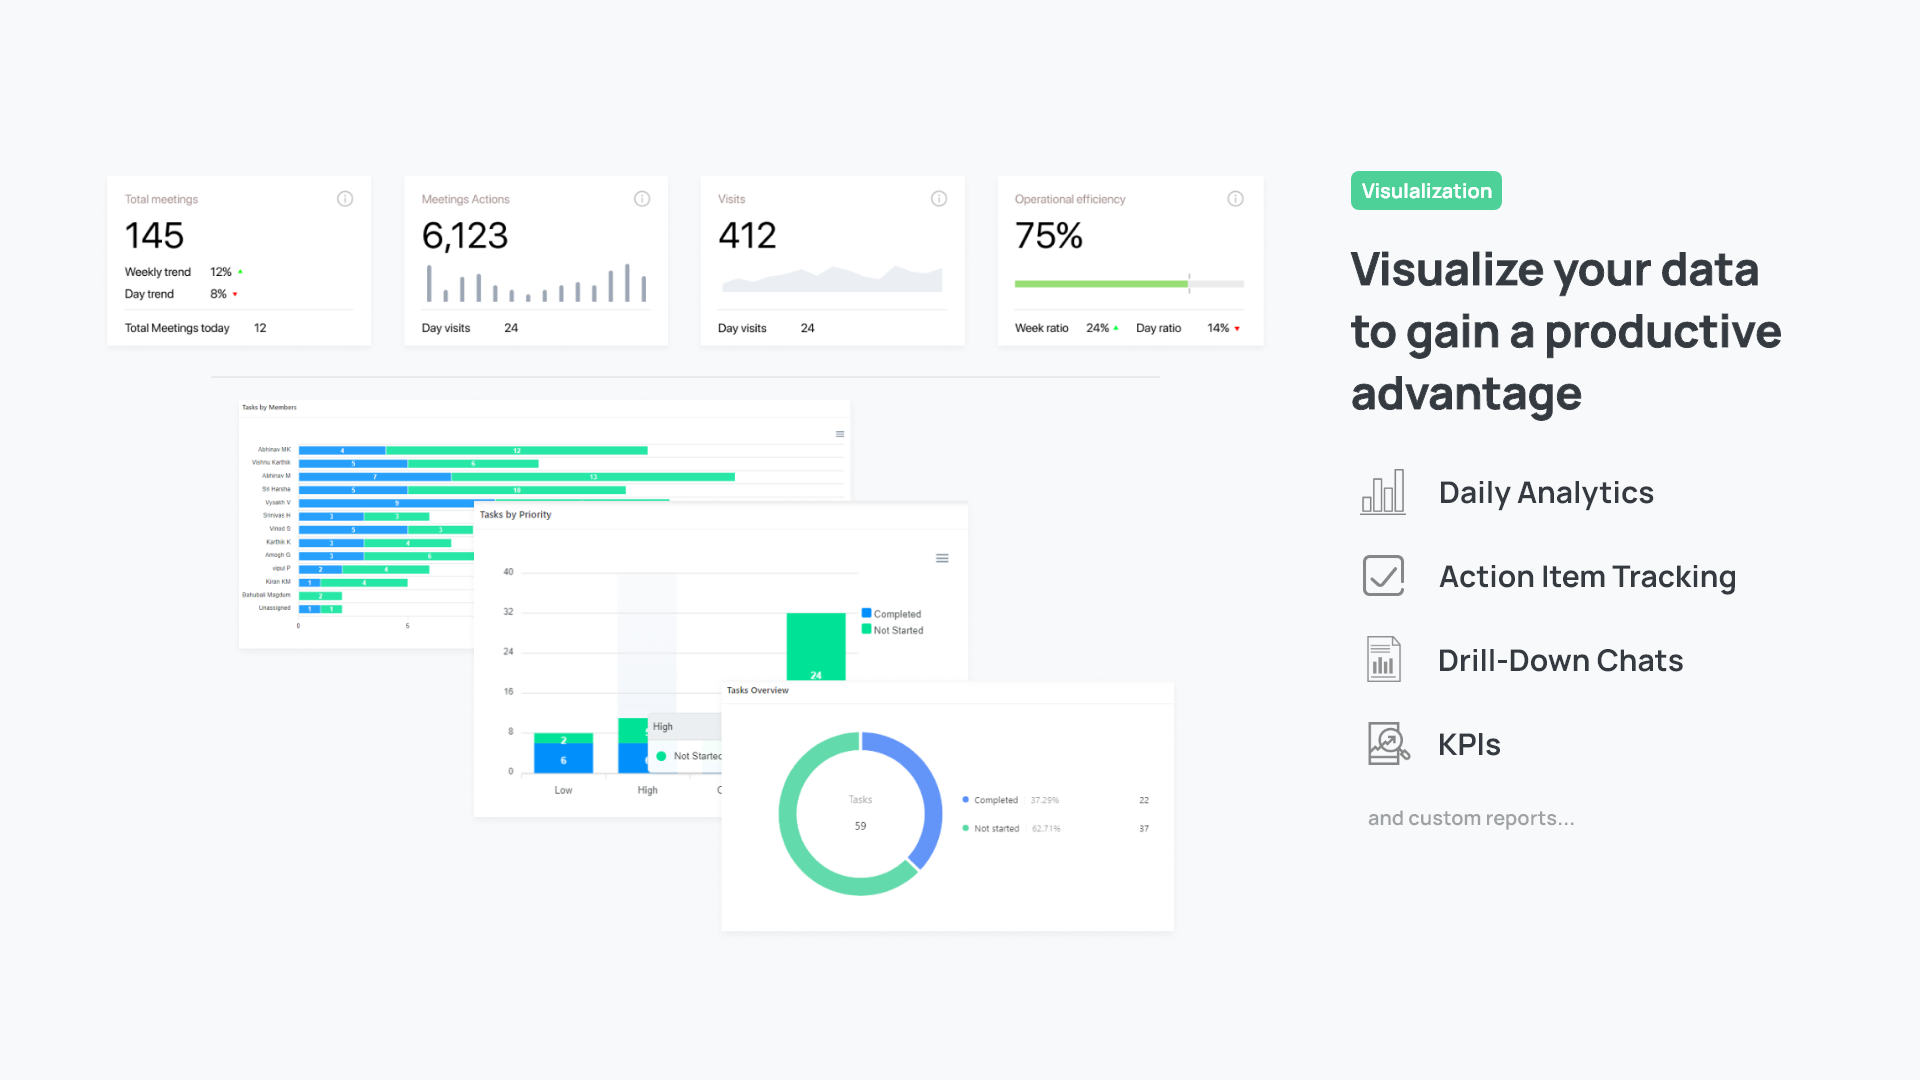 Total meetings
145
Weekly trend 12%
Day trend 8%
Total Meetings today 12
Meetings Actions
6,123
Day visits 24
Visits
412
Day visits 24
Operational efficiency
75%
Week ratio 24% Day ratio 14%
Tasks by Members
Abhinav MK 4 12
Vishnu Karthik 5 6
Abhinav M 7 13
Sri Harsha 5 10
Vysakh V 9
Srinivas H 3 3
Vinod S 5 3
Karthik K 3 4
Amogh G 3 6
vipul P 2 4
Kiran KM 1 4
Bahubali Magdum 2
Unassigned 1 1
0 5
Tasks by Priority
40
32
24
16
8
0
Completed
Not Started
24
2
6
High
Not Started
Low High
Tasks Overview
Tasks
59
Completed 37.29% 22
Not started 62.71% 37
Visulalization
Visualize your data
to gain a productive
advantage
Daily Analytics
Action Item Tracking
Drill-Down Chats
KPIs
and custom reports...